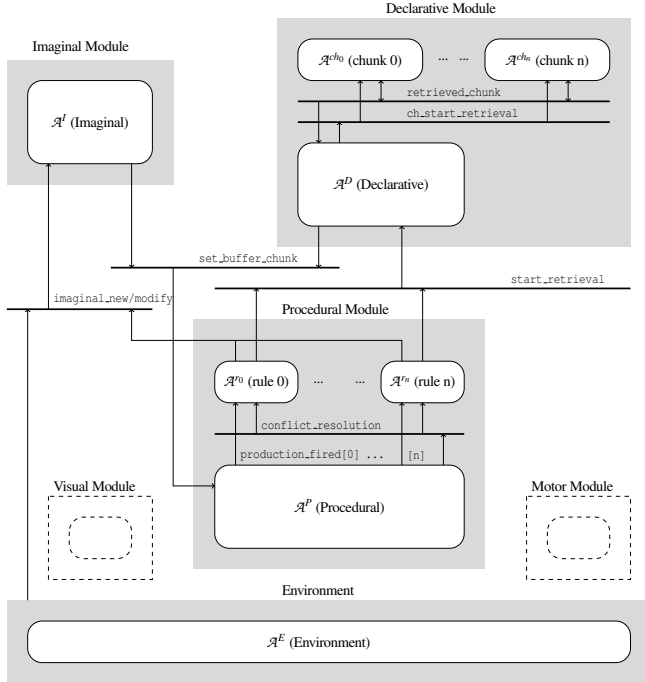 Declarative Module
Imaginal Module
𝒜^{ch_0} (chunk 0)
... ...
𝒜^{ch_n} (chunk n)
retrieved_chunk
ch_start_retrieval
𝒜^I (Imaginal)
𝒜^D (Declarative)
set_buffer_chunk
start_retrieval
imaginal_new/modify
Procedural Module
𝒜^{r_0} (rule 0)
... ...
𝒜^{r_n} (rule n)
conflict_resolution
production_fired[0] ... [n]
Visual Module
Motor Module
𝒜^P (Procedural)
Environment
𝒜^E (Environment)